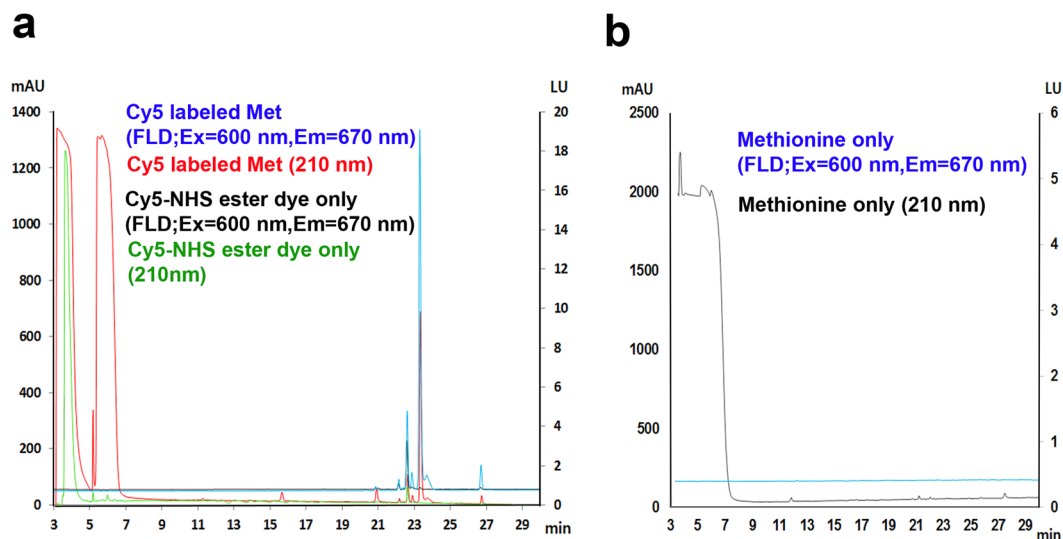 a
mAU
LU
1400
1200
1000
800
600
400
200
0
20
18
16
14
12
10
8
6
4
2
0
Cy5 labeled Met
(FLD;Ex=600 nm,Em=670 nm)
Cy5 labeled Met (210 nm)
Cy5-NHS ester dye only
(FLD;Ex=600 nm,Em=670 nm)
Cy5-NHS ester dye only
(210nm)
3 5 7 9 11 13 15 17 19 21 23 25 27 29 min
b
mAU
LU
2500
2000
1500
1000
500
0
6
5
4
3
2
1
0
Methionine only
(FLD;Ex=600 nm,Em=670 nm)
Methionine only (210 nm)
3 5 7 9 11 13 15 17 19 21 23 25 27 29 min